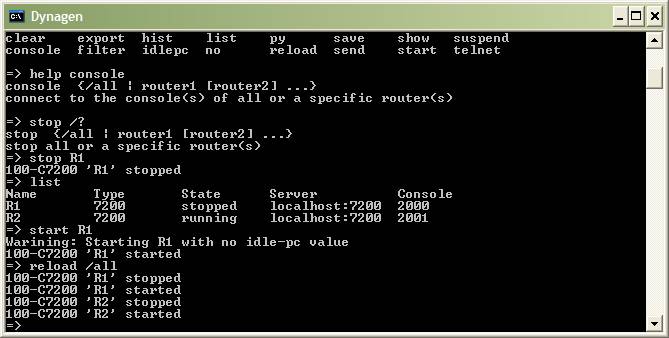 Dynagen
clear export hist list py save show suspend
console filter idlepc no reload send start telnet
=> help console
console {/all | router1 [router2] ...}
connect to the console(s) of all or a specific router(s)
=> stop /?
stop {/all | router1 [router2] ...}
stop all or a specific router(s)
=> stop R1
100-C7200 'R1' stopped
=> list
Name Type State Server Console
R1 7200 stopped localhost:7200 2000
R2 7200 running localhost:7200 2001
=> start R1
Warining: Starting R1 with no idle-pc value
100-C7200 'R1' started
=> reload /all
100-C7200 'R1' stopped
100-C7200 'R1' started
100-C7200 'R2' stopped
100-C7200 'R2' started
=>